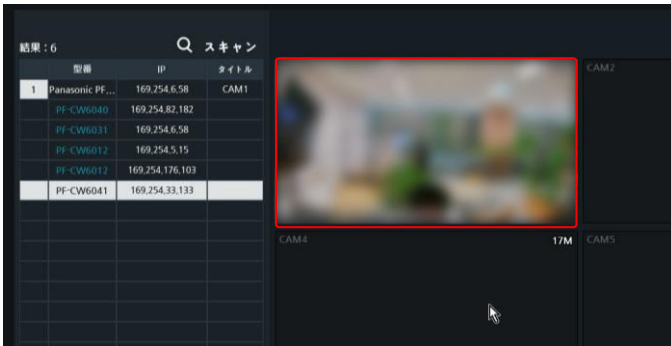 結果:6 スキャン
型番 IP タイトル
1 Panasonic PF... 169,254,6,58 CAM1
PF-CW6040 169,254,82,182
PF-CW6031 169,254,6,58
PF-CW6012 169,254,5,15
PF-CW6012 169,254,176,103
PF-CW6041 169,254,33,133
CAM2
CAM4 17M CAM5